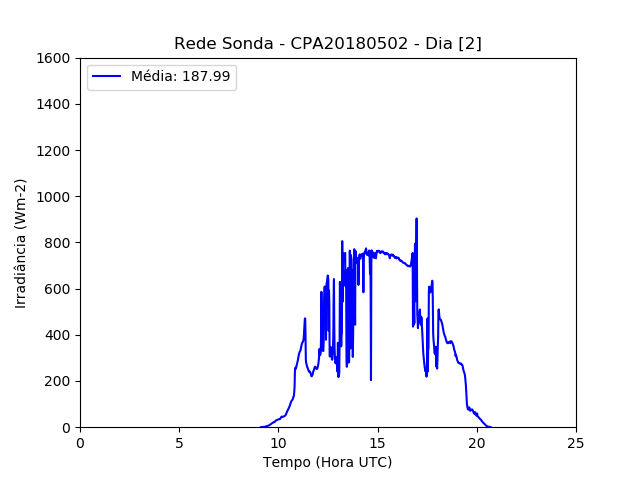 Rede Sonda - CPA20180502 - Dia [2]
Média: 187.99
Irradiância (Wm-2)
1600
1400
1200
1000
800
600
400
200
0
0 5 10 15 20 25
Tempo (Hora UTC)